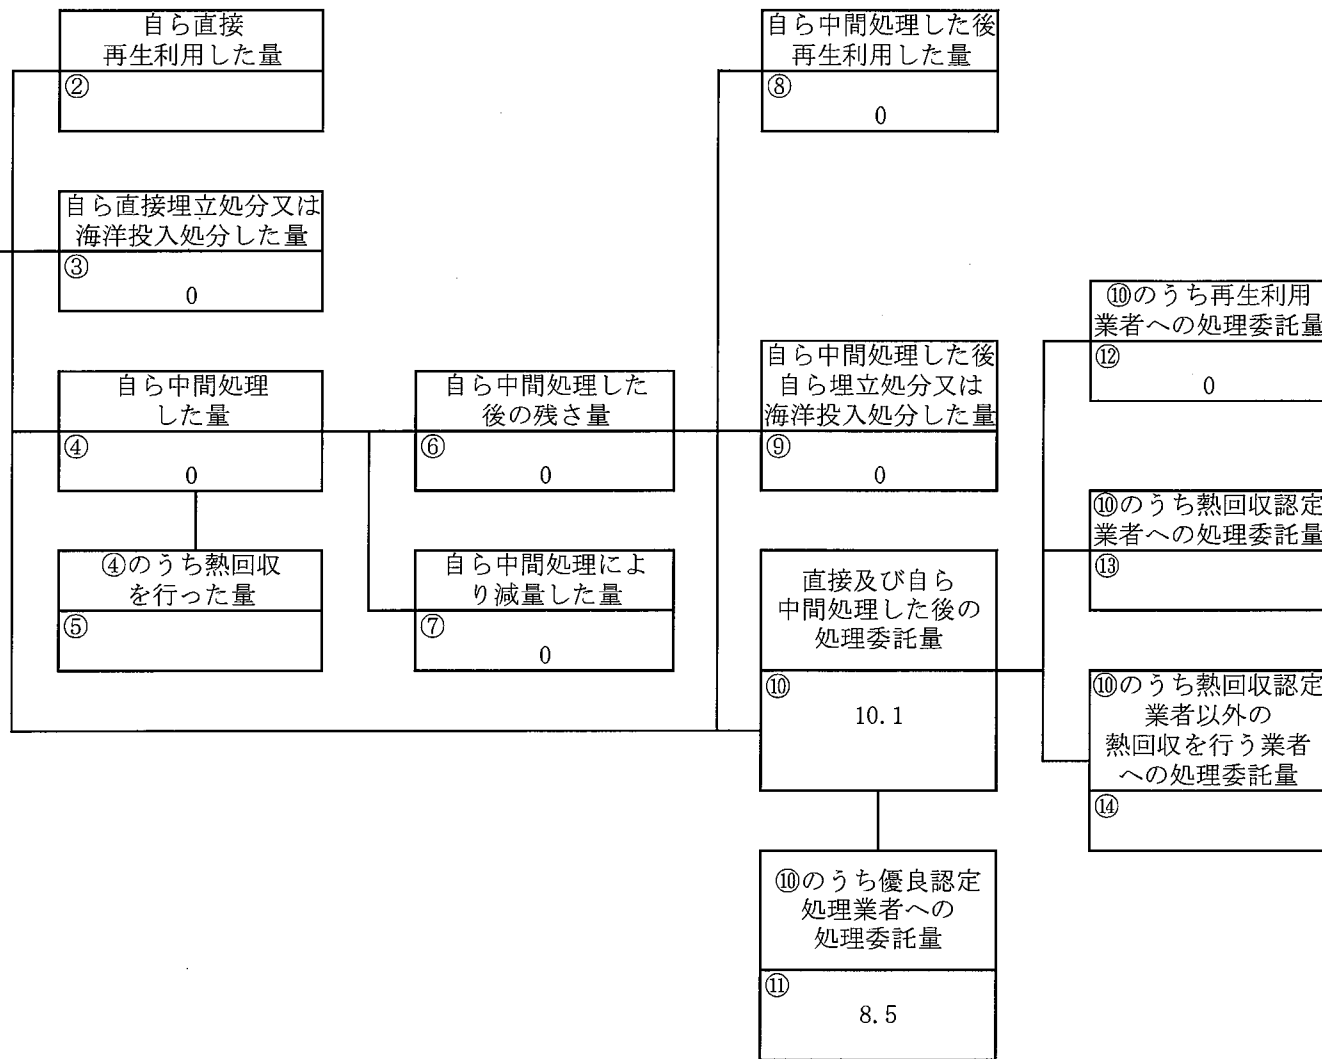 自ら直接
再生利用した量
②
自ら中間処理した後
再生利用した量
⑧
0
自ら直接埋立処分又は
海洋投入処分した量
③
0
⑩のうち再生利用
業者への処理委託量
⑫
0
自ら中間処理
した量
④
0
自ら中間処理した
後の残さ量
⑥
0
自ら中間処理した後
自ら埋立処分又は
海洋投入処分した量
⑨
0
⑩のうち熱回収認定
業者への処理委託量
⑬
④のうち熱回収
を行った量
⑤
自ら中間処理によ
り減量した量
⑦
0
直接及び自ら
中間処理した後の
処理委託量
⑩
10.1
⑩のうち熱回収認定
業者以外の
熱回収を行う業者
への処理委託量
⑭
⑩のうち優良認定
処理業者への
処理委託量
⑪
8.5